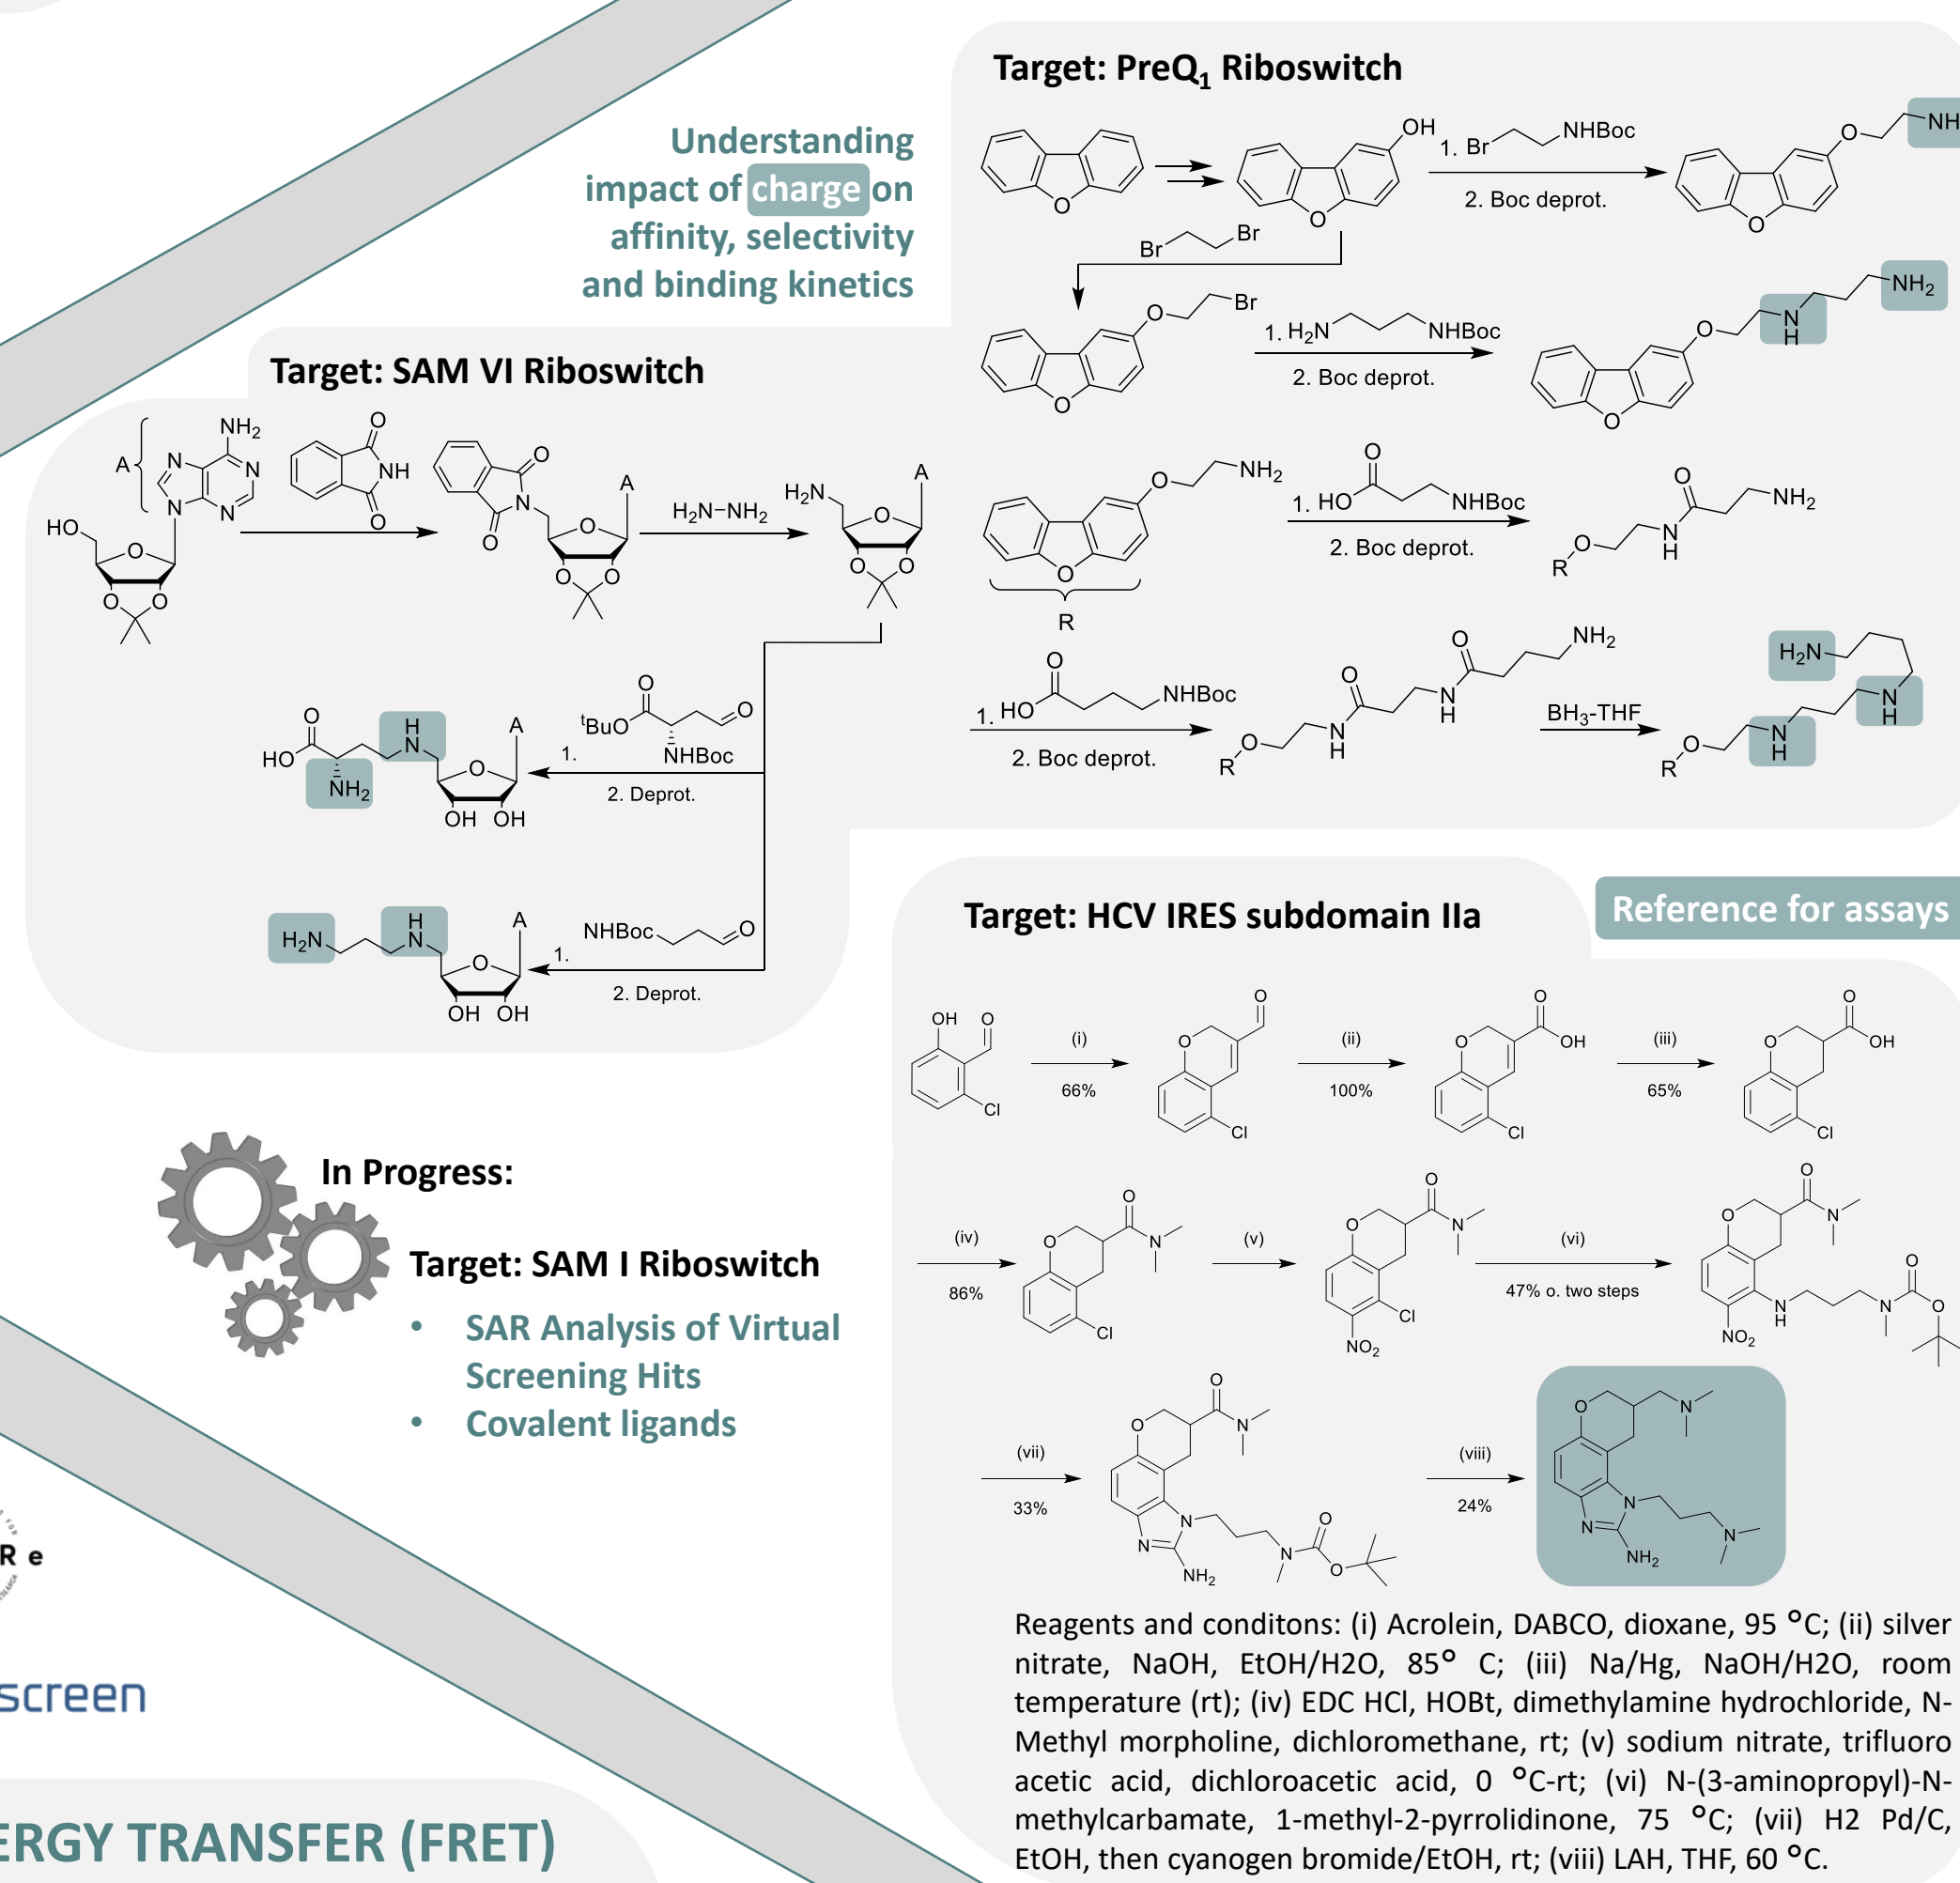 Target: PreQ1 Riboswitch
OH
1. Br
NHBoc
2. Boc deprot.
O
NH
O
O
O
Br
Br
Understanding
impact of charge on
affinity, selectivity
and binding kinetics
O
Br
O
1. H2N
NHBoc
2. Boc deprot.
O
N
H
NH2
O
O
NH2
O
R
O
1. HO
NHBoc
2. Boc deprot.
R
O
N
H
O
NH2
O
1. HO
NHBoc
2. Boc deprot.
R
O
N
H
O
N
H
O
NH2
BH3-THF
H2N
N
H
N
H
O
R
Target: SAM VI Riboswitch
A
NH2
N
N
N
N
HO
O
O
O
O
NH
O
O
N
O
A
O
O
O
H2N-NH2
H2N
A
O
O
O
O
tBuO
O
NHBoc
1.
2. Deprot.
O
HO
NH2
H
N
A
O
OH OH
NHBoc
O
1.
2. Deprot.
H2N
H
N
A
O
OH OH
Target: HCV IRES subdomain IIa
Reference for assays
OH
O
Cl
(i)
66%
O
O
Cl
(ii)
100%
O
O
OH
Cl
(iii)
65%
O
O
OH
Cl
(iv)
86%
O
O
N
Cl
(v)
O
O
N
Cl
NO2
(vi)
47% o. two steps
O
O
N
NO2
N
H
N
O
O
(vii)
33%
O
O
N
N
N
NH2
N
O
O
(viii)
24%
O
N
N
N
NH2
N
Reagents and conditons: (i) Acrolein, DABCO, dioxane, 95 °C; (ii) silver
nitrate, NaOH, EtOH/H2O, 85° C; (iii) Na/Hg, NaOH/H2O, room
temperature (rt); (iv) EDC HCl, HOBt, dimethylamine hydrochloride, N-
Methyl morpholine, dichloromethane, rt; (v) sodium nitrate, trifluoro
acetic acid, dichloroacetic acid, 0 °C-rt; (vi) N-(3-aminopropyl)-N-
methylcarbamate, 1-methyl-2-pyrrolidinone, 75 °C; (vii) H2 Pd/C,
EtOH, then cyanogen bromide/EtOH, rt; (viii) LAH, THF, 60 °C.
In Progress:
Target: SAM I Riboswitch
• SAR Analysis of Virtual
Screening Hits
• Covalent ligands
R e
screen
ERGY TRANSFER (FRET)